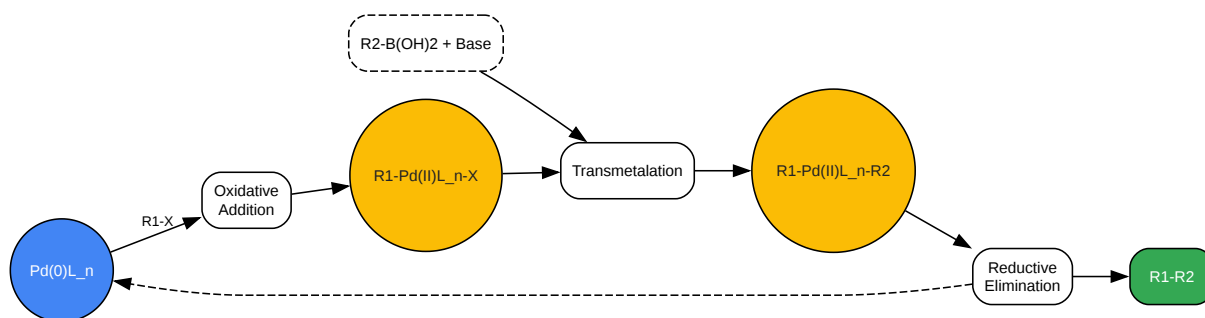 R2-B(OH)2 + Base
R1-Pd(II)L_n-X
Transmetalation
R1-Pd(II)L_n-R2
Oxidative
Addition
R1-X
Pd(0)L_n
Reductive
Elimination
R1-R2